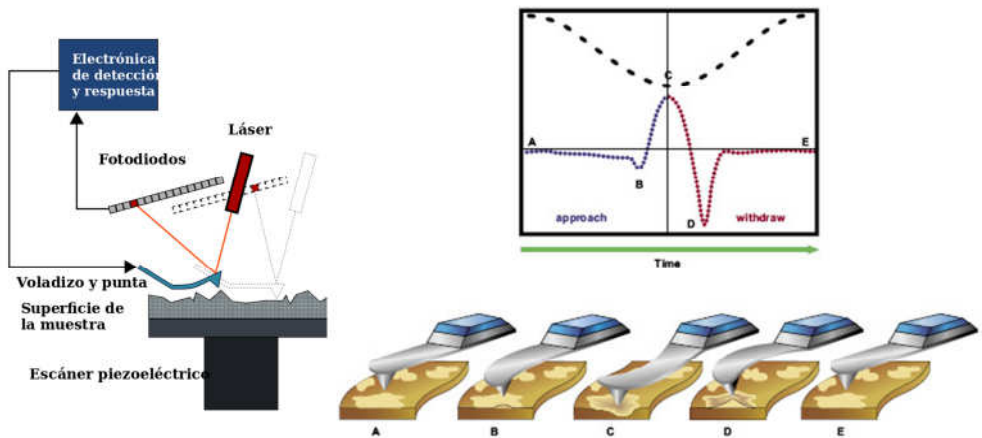 Electrónica
de detección
y respuesta
Láser
Fotodiodos
Voladizo y punta
Superficie de
la muestra
Escáner piezoeléctrico
C
A
E
B
approach
D
withdraw
Time
A
B
C
D
E